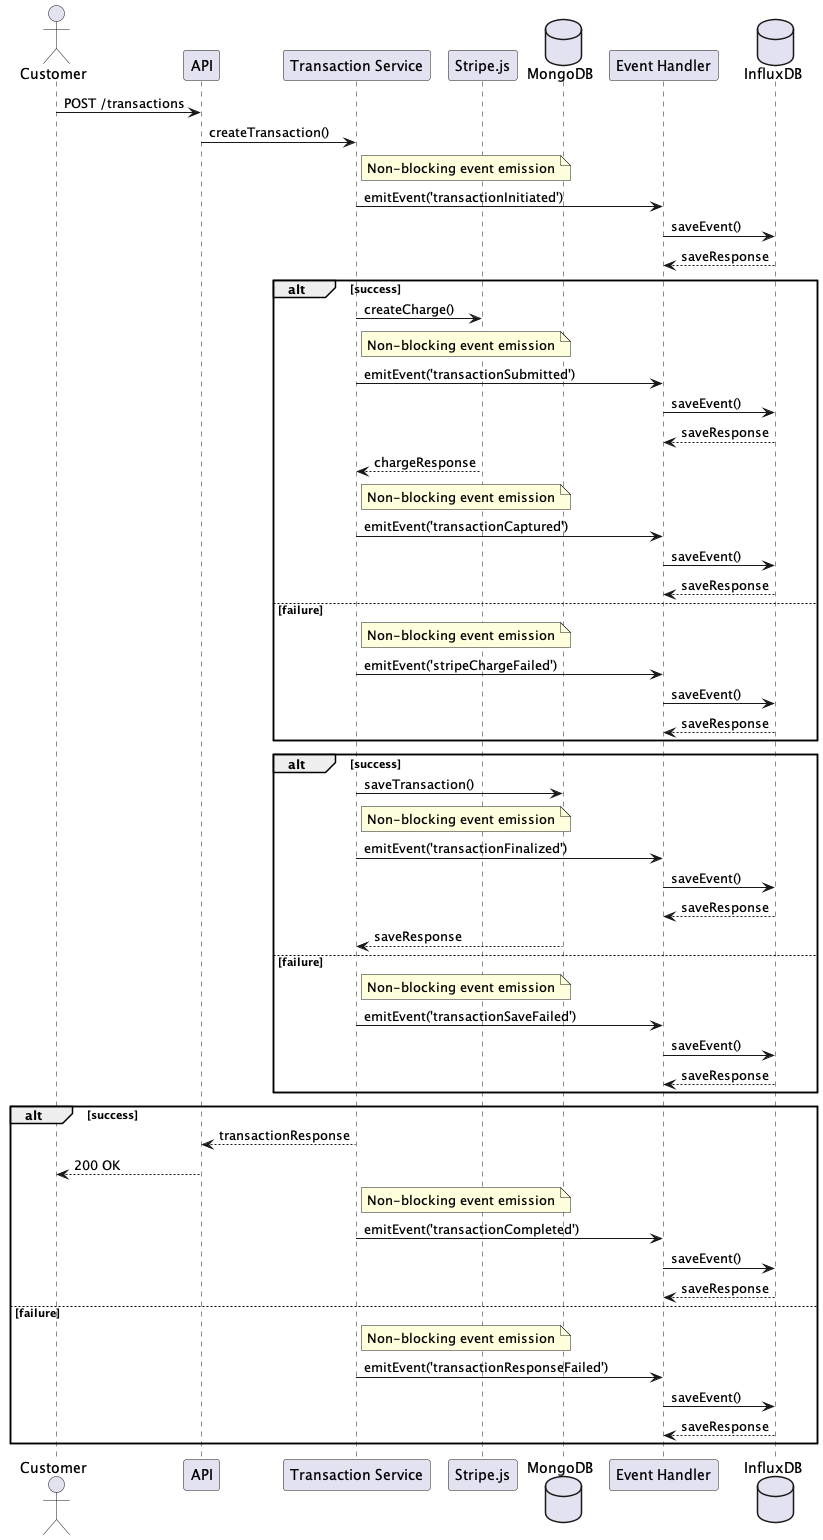 Customer
API
Transaction Service
Stripe.js
MongoDB
Event Handler
InfluxDB
POST /transactions
createTransaction()
Non-blocking event emission
emitEvent('transactionInitiated')
saveEvent()
saveResponse
alt [success]
createCharge()
Non-blocking event emission
emitEvent('transactionSubmitted')
saveEvent()
saveResponse
chargeResponse
Non-blocking event emission
emitEvent('transactionCaptured')
saveEvent()
saveResponse
[failure]
Non-blocking event emission
emitEvent('stripeChargeFailed')
saveEvent()
saveResponse
alt [success]
saveTransaction()
Non-blocking event emission
emitEvent('transactionFinalized')
saveEvent()
saveResponse
saveResponse
[failure]
Non-blocking event emission
emitEvent('transactionSaveFailed')
saveEvent()
saveResponse
alt [success]
transactionResponse
200 OK
Non-blocking event emission
emitEvent('transactionCompleted')
saveEvent()
saveResponse
[failure]
Non-blocking event emission
emitEvent('transactionResponseFailed')
saveEvent()
saveResponse
Customer
API
Transaction Service
Stripe.js
MongoDB
Event Handler
InfluxDB